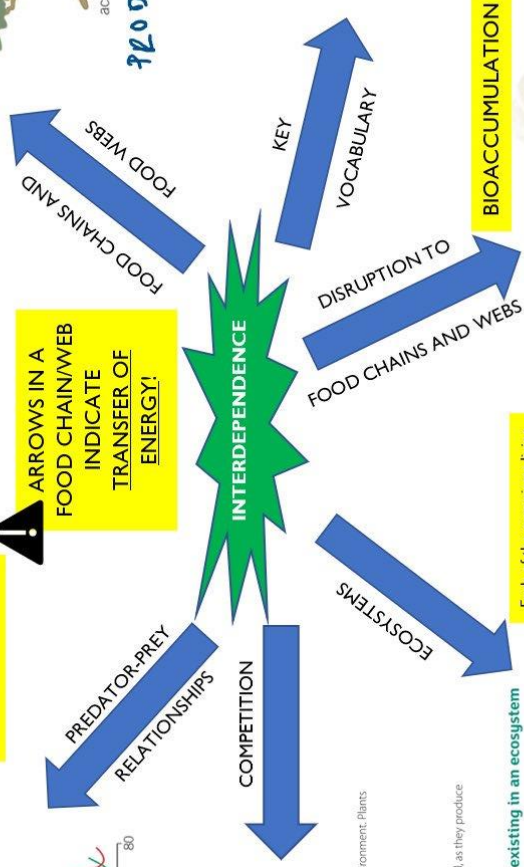 ac
PROD
FOOD CHAINS AND
FOOD WEBS
ARROWS IN A
FOOD CHAIN/WEB
INDICATE
TRANSFER OF
ENERGY!
KEY
VOCABULARY
INTERDEPENDENCE
DISRUPTION TO
FOOD CHAINS AND WEBS
BIOACCUMULATION
PREDATOR-PREY
RELATIONSHIPS
COMPETITION
ECOSYSTEMS
80
ronment. Plants
, as they produce
existing in an ecosystem